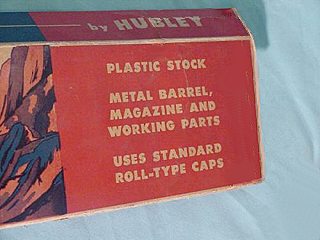 by HUBLEY
PLASTIC STOCK
METAL BARREL,
MAGAZINE AND
WORKING PARTS
USES STANDARD
ROLL-TYPE CAPS